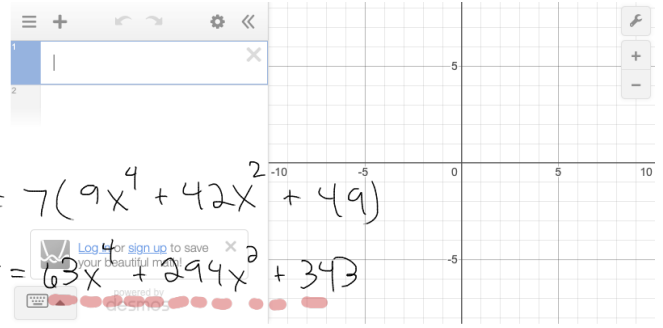 1
2
5
-10
-5
0
5
10
= 7(9x⁴ + 42x² + 49)
Log in or sign up to save
your beautiful math!
= 63x⁴ + 294x² + 343
-5
powered by
desmos